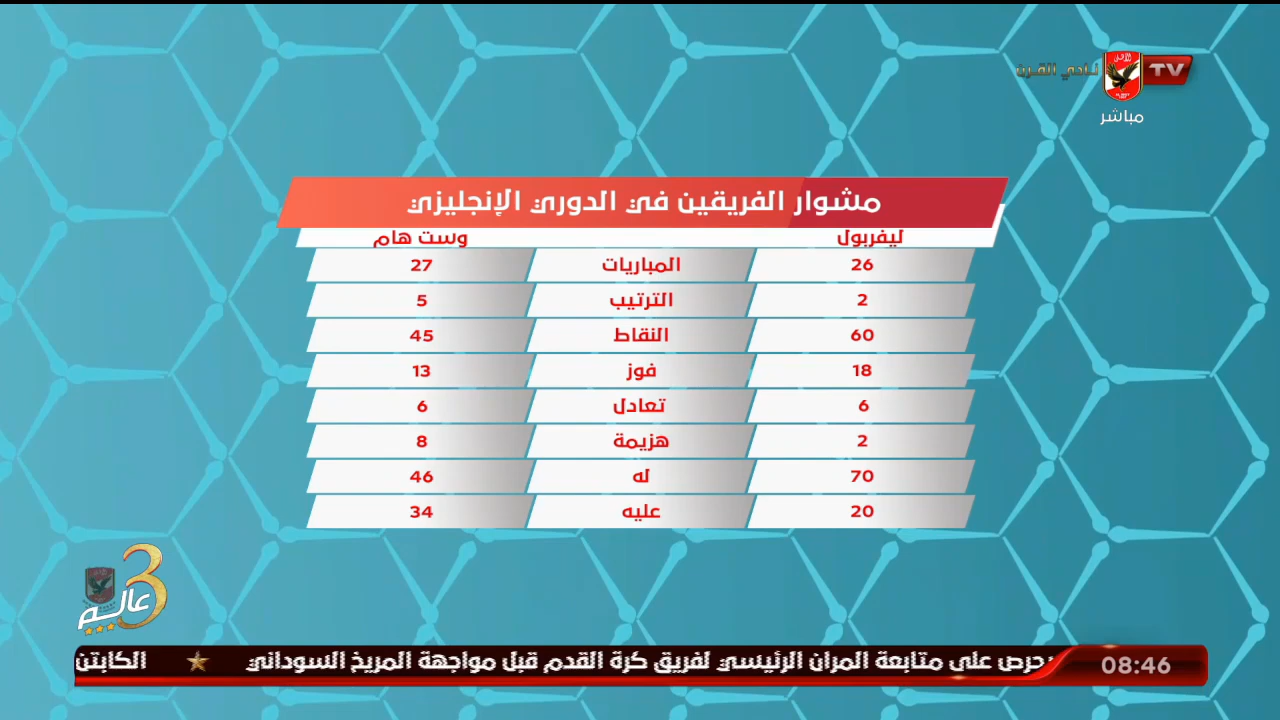 نادي القرن TV
مباشر
مشوار الفريقين في الدوري الإنجليزي
ليفربول وست هام
26 المباريات 27
2 الترتيب 5
60 النقاط 45
18 فوز 13
6 تعادل 6
2 هزيمة 8
70 له 46
20 عليه 34
3 عالم
08:46 يحرص على متابعة المران الرئيسي لفريق كرة القدم قبل مواجهة المريخ السوداني الكابتن